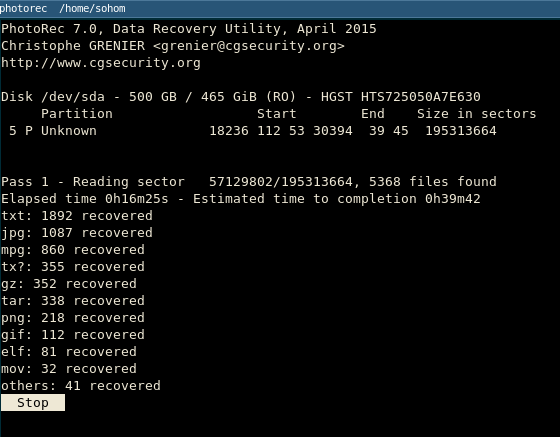 photorec /home/sohom
PhotoRec 7.0, Data Recovery Utility, April 2015
Christophe GRENIER <grenier@cgsecurity.org>
http://www.cgsecurity.org
Disk /dev/sda - 500 GB / 465 GiB (RO) - HGST HTS725050A7E630
Partition Start End Size in sectors
5 P Unknown 18236 112 53 30394 39 45 195313664
Pass 1 - Reading sector 57129802/195313664, 5368 files found
Elapsed time 0h16m25s - Estimated time to completion 0h39m42
txt: 1892 recovered
jpg: 1087 recovered
mpg: 860 recovered
tx?: 355 recovered
gz: 352 recovered
tar: 338 recovered
png: 218 recovered
gif: 112 recovered
elf: 81 recovered
mov: 32 recovered
others: 41 recovered
Stop